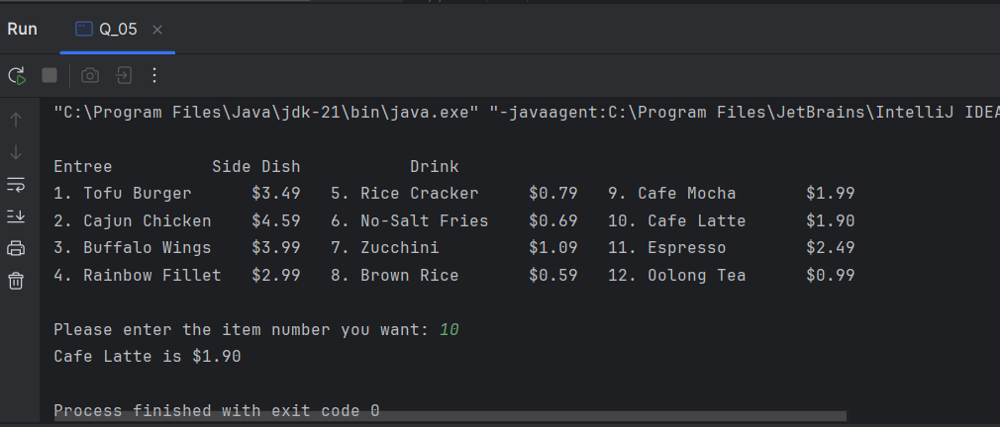 Run Q_05
"C:\Program Files\Java\jdk-21\bin\java.exe" "-javaagent:C:\Program Files\JetBrains\IntelliJ IDEA
Entree          Side Dish           Drink
1. Tofu Burger      $3.49   5. Rice Cracker     $0.79   9. Cafe Mocha       $1.99
2. Cajun Chicken    $4.59   6. No-Salt Fries    $0.69   10. Cafe Latte      $1.90
3. Buffalo Wings    $3.99   7. Zucchini         $1.09   11. Espresso        $2.49
4. Rainbow Fillet   $2.99   8. Brown Rice       $0.59   12. Oolong Tea      $0.99
Please enter the item number you want: 10
Cafe Latte is $1.90
Process finished with exit code 0